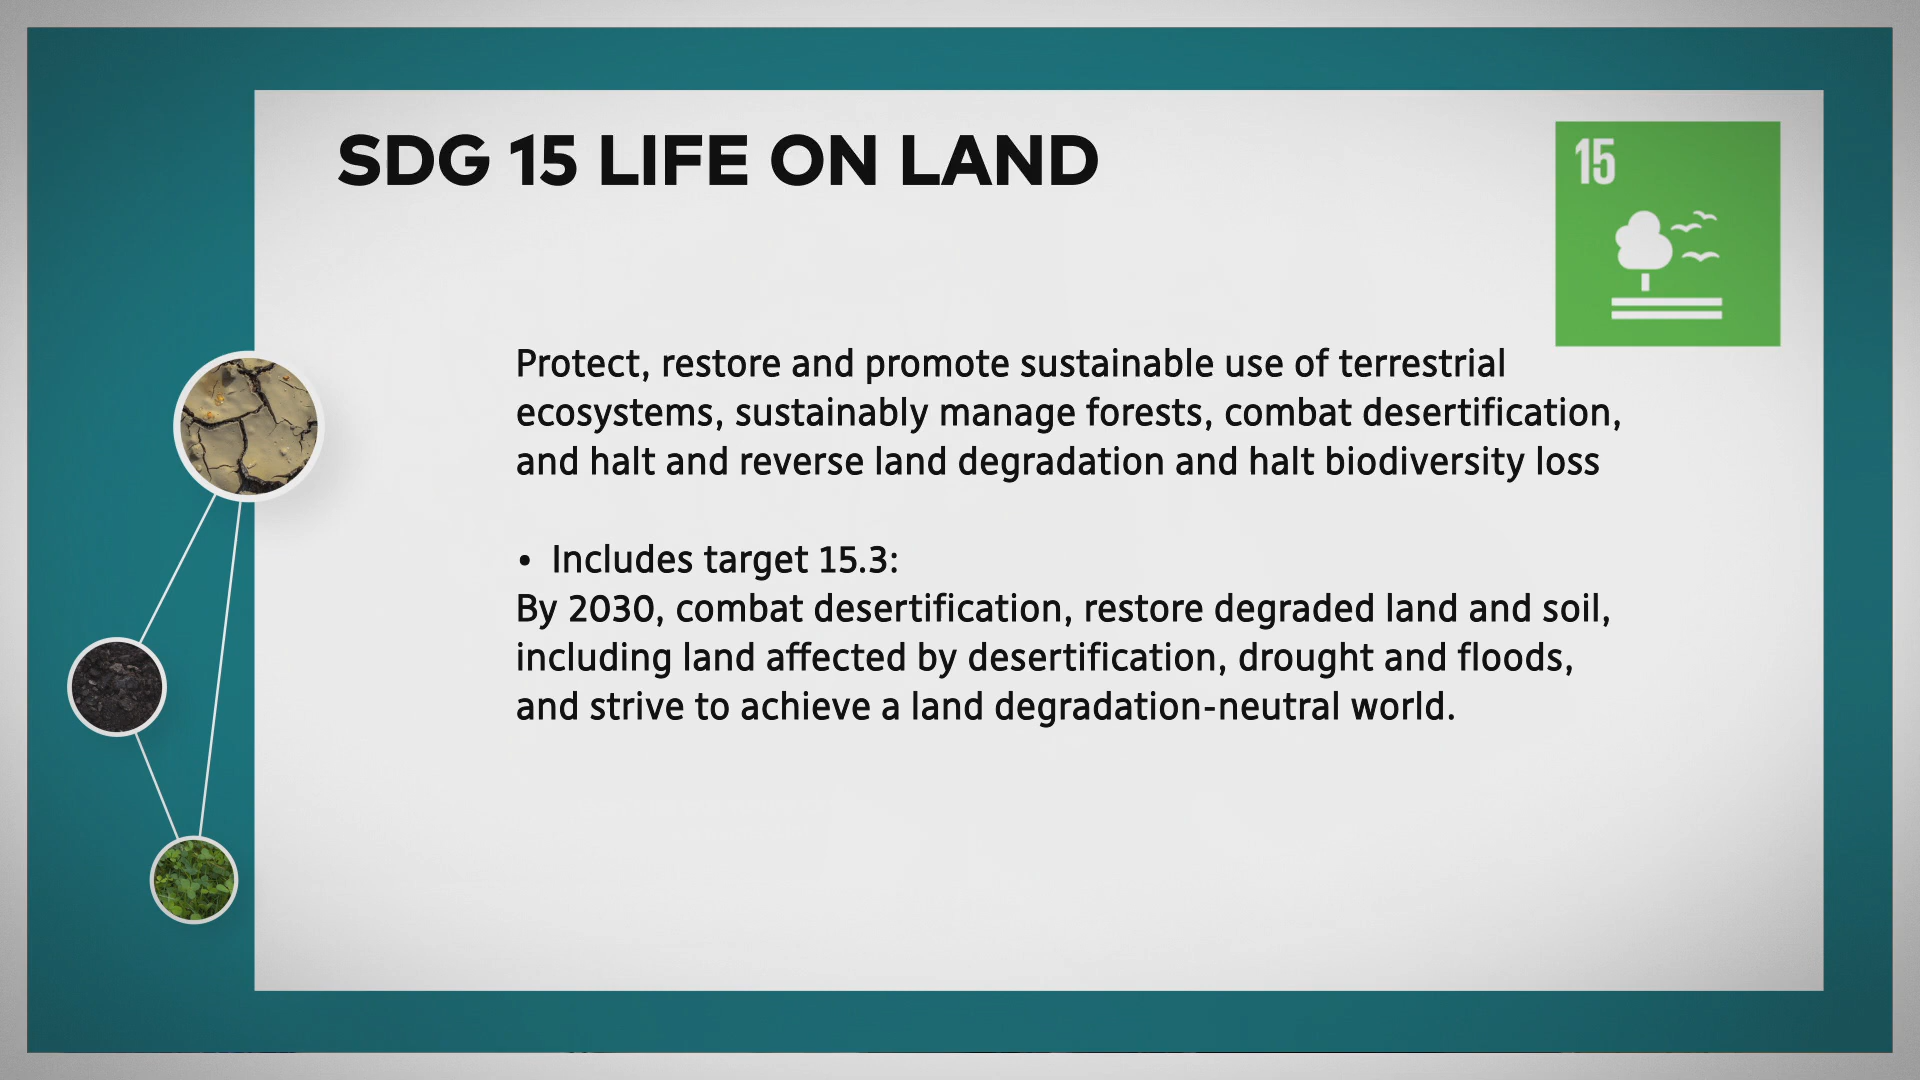 SDG 15 LIFE ON LAND
15
Protect, restore and promote sustainable use of terrestrial
ecosystems, sustainably manage forests, combat desertification,
and halt and reverse land degradation and halt biodiversity loss
• Includes target 15.3:
By 2030, combat desertification, restore degraded land and soil,
including land affected by desertification, drought and floods,
and strive to achieve a land degradation-neutral world.